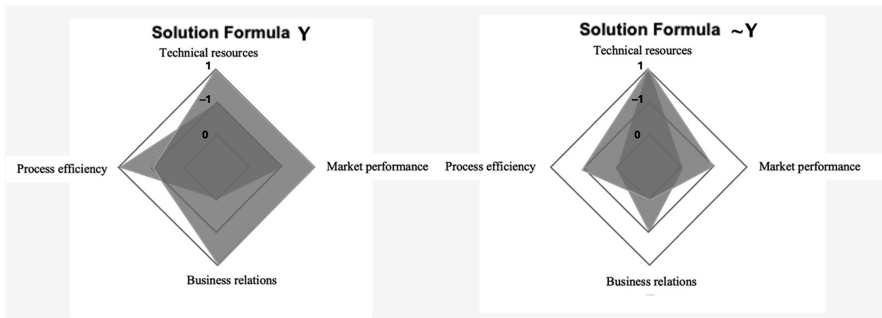 Solution Formula Y
Technical resources
1
–1
0
Process efficiency
Market performance
Business relations
Solution Formula ~Y
Technical resources
1
–1
0
Process efficiency
Market performance
Business relations